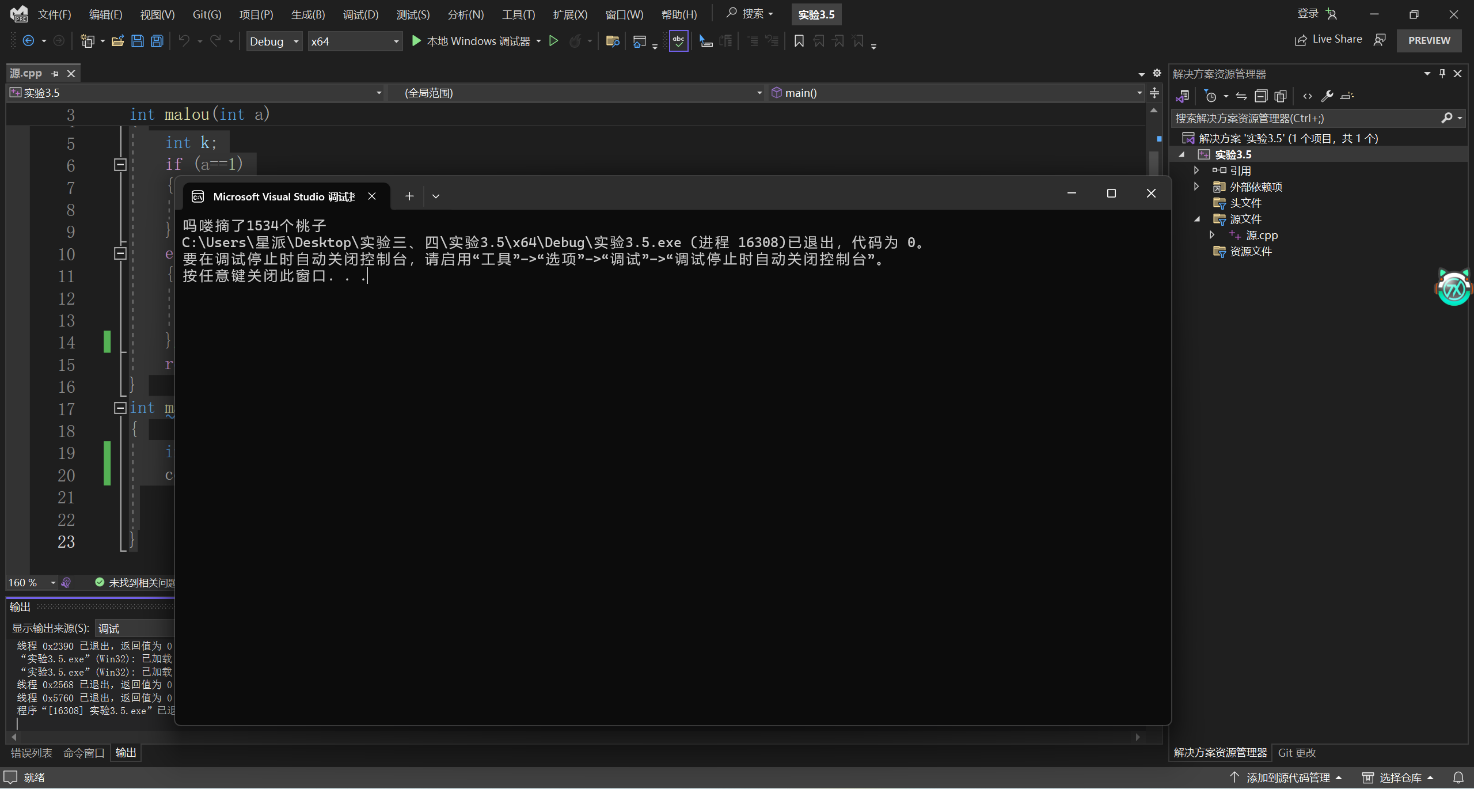 文件(F) 编辑(E) 视图(V) Git(G) 项目(P) 生成(B) 调试(D) 测试(S) 分析(N) 工具(T) 扩展(X) 窗口(W) 帮助(H) 搜索 实验3.5 登录
Debug x64 本地 Windows 调试器 Live Share PREVIEW
源.cpp
实验3.5 (全局范围) main()
3 int malou(int a)
5 int k;
6 if (a==1)
7 {
8
9 }
10 e
11 {
12
13
14 }
15 r
16 }
17 int m
18 {
19 i
20 c
21
22
23 }
Microsoft Visual Studio 调试
吗喽摘了1534个桃子
C:\Users\星派\Desktop\实验三、四\实验3.5\x64\Debug\实验3.5.exe (进程 16308)已退出，代码为 0。
要在调试停止时自动关闭控制台，请启用“工具”->“选项”->“调试”->“调试停止时自动关闭控制台”。
按任意键关闭此窗口. . .
160 % 未找到相关问题
输出
显示输出来源(S): 调试
线程 0x2390 已退出，返回值为 0
“实验3.5.exe”(Win32): 已加载
“实验3.5.exe”(Win32): 已加载
线程 0x2568 已退出，返回值为 0
线程 0x5760 已退出，返回值为 0
程序“[16308] 实验3.5.exe”已退
错误列表 命令窗口 输出
解决方案资源管理器
搜索解决方案资源管理器(Ctrl+;)
解决方案 '实验3.5' (1 个项目，共 1 个)
实验3.5
引用
外部依赖项
头文件
源文件
源.cpp
资源文件
解决方案资源管理器 Git 更改
就绪 添加到源代码管理 选择仓库